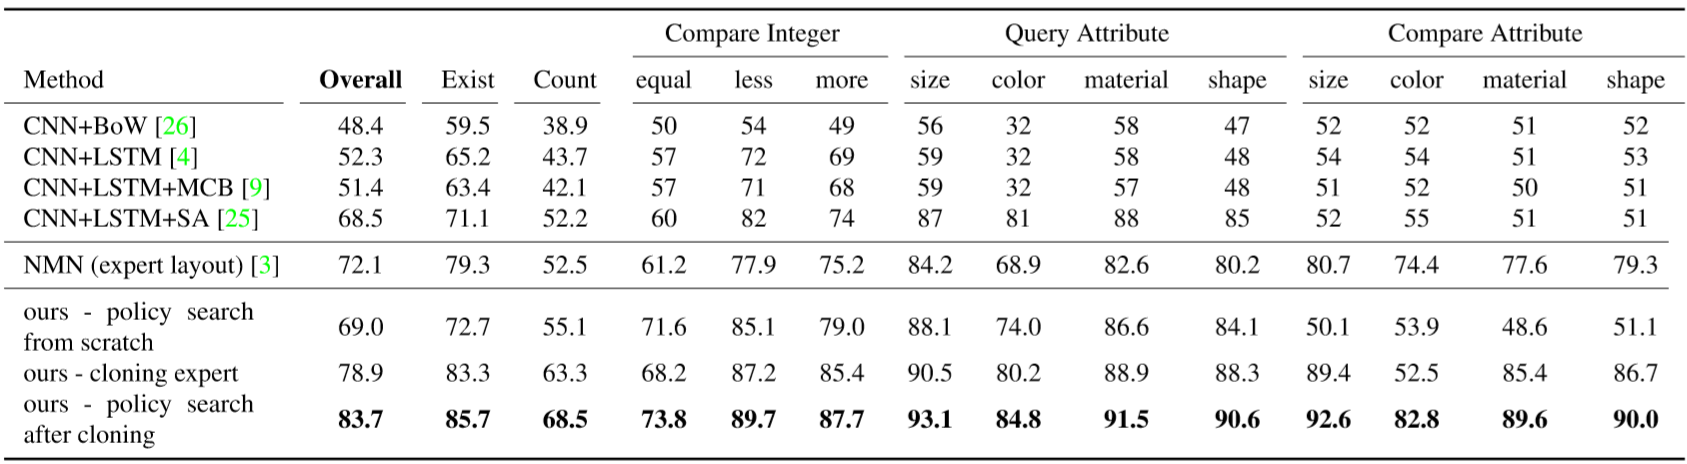 Compare Integer Query Attribute Compare Attribute
Method Overall Exist Count equal less more size color material shape size color material shape
CNN+BoW [26] 48.4 59.5 38.9 50 54 49 56 32 58 47 52 52 51 52
CNN+LSTM [4] 52.3 65.2 43.7 57 72 69 59 32 58 48 54 54 51 53
CNN+LSTM+MCB [9] 51.4 63.4 42.1 57 71 68 59 32 57 48 51 52 50 51
CNN+LSTM+SA [25] 68.5 71.1 52.2 60 82 74 87 81 88 85 52 55 51 51
NMN (expert layout) [3] 72.1 79.3 52.5 61.2 77.9 75.2 84.2 68.9 82.6 80.2 80.7 74.4 77.6 79.3
ours - policy search
from scratch 69.0 72.7 55.1 71.6 85.1 79.0 88.1 74.0 86.6 84.1 50.1 53.9 48.6 51.1
ours - cloning expert 78.9 83.3 63.3 68.2 87.2 85.4 90.5 80.2 88.9 88.3 89.4 52.5 85.4 86.7
ours - policy search
after cloning 83.7 85.7 68.5 73.8 89.7 87.7 93.1 84.8 91.5 90.6 92.6 82.8 89.6 90.0